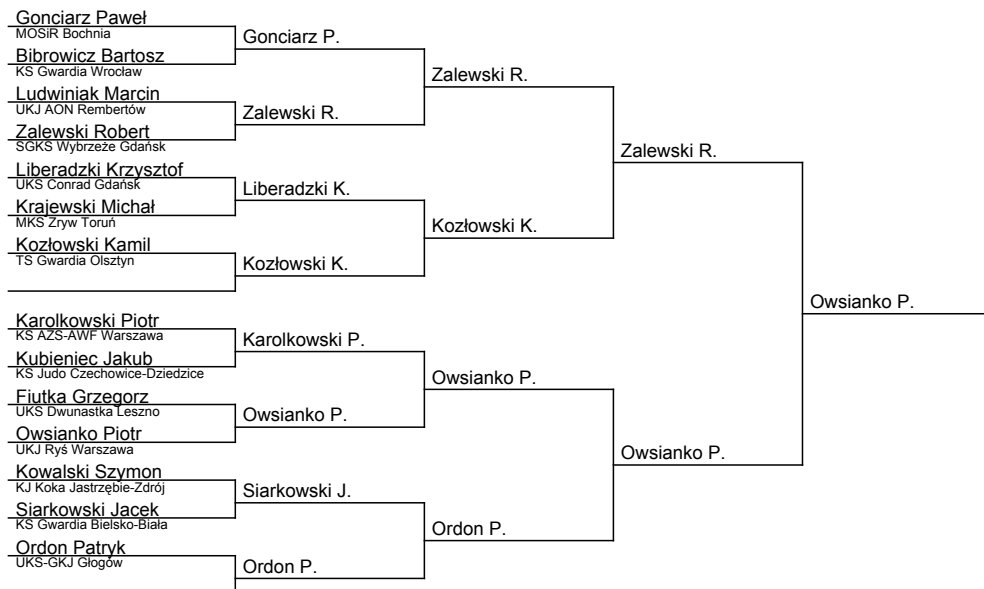 Gonciarz Paweł
MOSiR Bochnia
Gonciarz P.
Bibrowicz Bartosz
KS Gwardia Wrocław
Zalewski R.
Ludwiniak Marcin
UKJ AON Rembertów
Zalewski R.
Zalewski Robert
SGKS Wybrzeże Gdańsk
Zalewski R.
Liberadzki Krzysztof
UKS Conrad Gdańsk
Liberadzki K.
Krajewski Michał
MKS Zryw Toruń
Kozłowski K.
Kozłowski Kamil
TS Gwardia Olsztyn
Kozłowski K.
Owsianko P.
Karolkowski Piotr
KS AZS-AWF Warszawa
Karolkowski P.
Kubieniec Jakub
KS Judo Czechowice-Dziedzice
Owsianko P.
Fiutka Grzegorz
UKS Dwunastka Leszno
Owsianko P.
Owsianko Piotr
UKJ Ryś Warszawa
Owsianko P.
Kowalski Szymon
KJ Koka Jastrzębie-Zdrój
Siarkowski J.
Siarkowski Jacek
KS Gwardia Bielsko-Biała
Ordon P.
Ordon Patryk
UKS-GKJ Głogów
Ordon P.